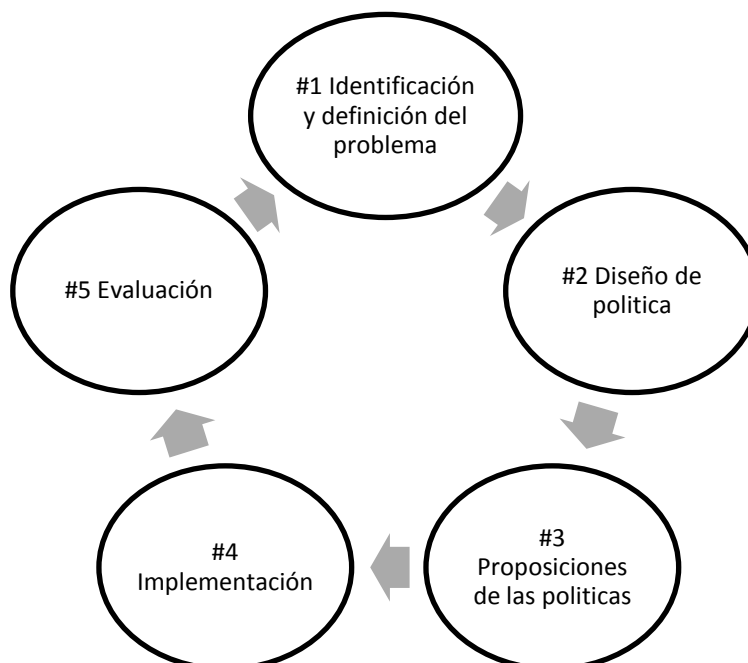 #1 Identificación
y definición del
problema
#2 Diseño de
politica
#3
Proposiciones
de las politicas
#4
Implementación
#5 Evaluación